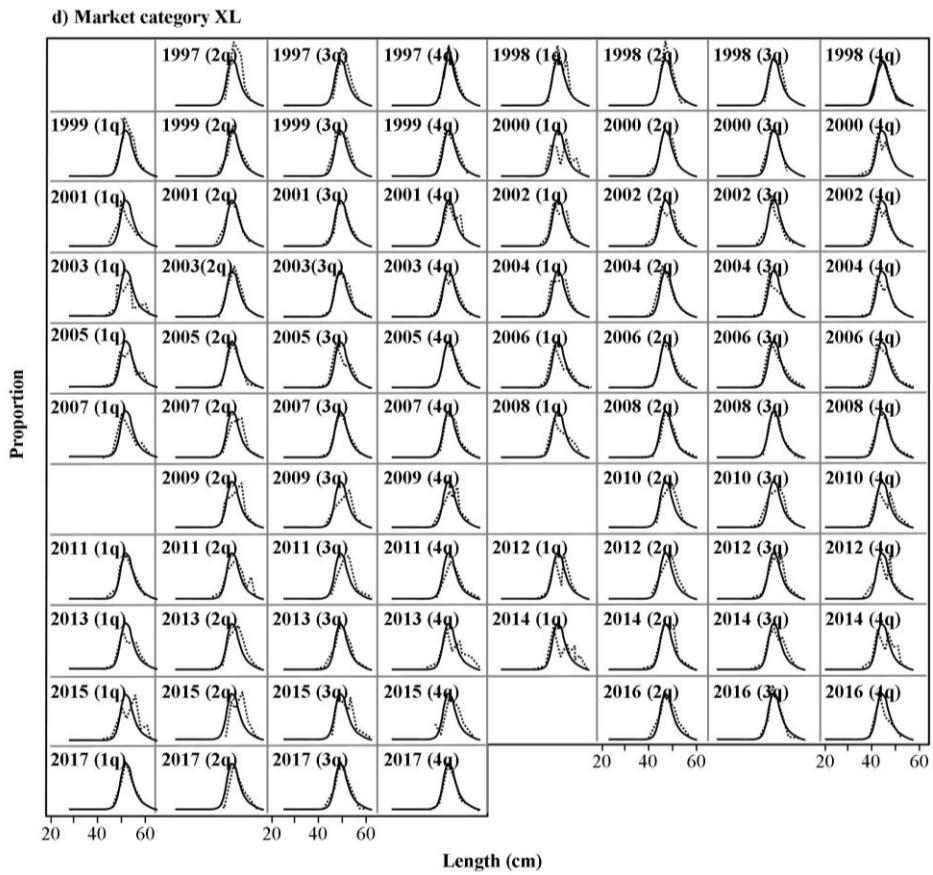 d) Market category XL
1997 (2q) 1997 (3q) 1997 (4q) 1998 (1q) 1998 (2q) 1998 (3q) 1998 (4q)
1999 (1q) 1999 (2q) 1999 (3q) 1999 (4q) 2000 (1q) 2000 (2q) 2000 (3q) 2000 (4q)
2001 (1q) 2001 (2q) 2001 (3q) 2001 (4q) 2002 (1q) 2002 (2q) 2002 (3q) 2002 (4q)
2003 (1q) 2003(2q) 2003(3q) 2003 (4q) 2004 (1q) 2004 (2q) 2004 (3q) 2004 (4q)
2005 (1q) 2005 (2q) 2005 (3q) 2005 (4q) 2006 (1q) 2006 (2q) 2006 (3q) 2006 (4q)
Proportion
2007 (1q) 2007 (2q) 2007 (3q) 2007 (4q) 2008 (1q) 2008 (2q) 2008 (3q) 2008 (4q)
2009 (2q) 2009 (3q) 2009 (4q) 2010 (2q) 2010 (3q) 2010 (4q)
2011 (1q) 2011 (2q) 2011 (3q) 2011 (4q) 2012 (1q) 2012 (2q) 2012 (3q) 2012 (4q)
2013 (1q) 2013 (2q) 2013 (3q) 2013 (4q) 2014 (1q) 2014 (2q) 2014 (3q) 2014 (4q)
2015 (1q) 2015 (2q) 2015 (3q) 2015 (4q) 2016 (2q) 2016 (3q) 2016 (4q)
20 40 60 20 40 60
2017 (1q) 2017 (2q) 2017 (3q) 2017 (4q)
20 40 60 20 40 60
Length (cm)